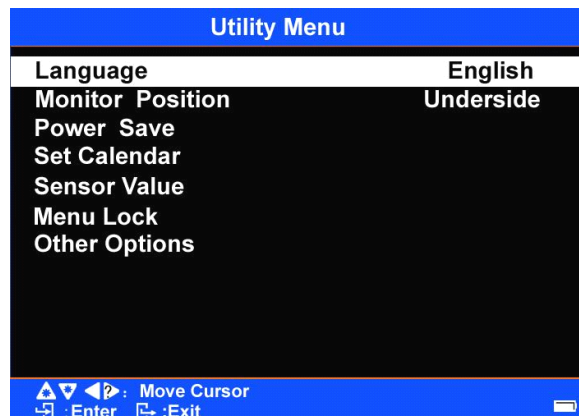 Utility Menu
Language English
Monitor Position Underside
Power Save
Set Calendar
Sensor Value
Menu Lock
Other Options
?: Move Cursor
:Enter :Exit